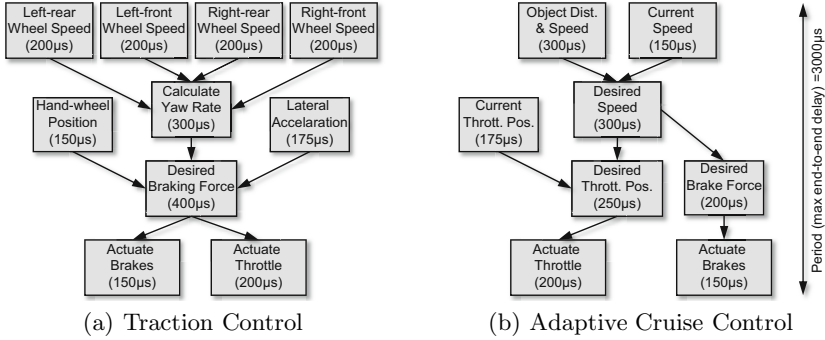 Left-rear
Wheel Speed
(200µs)
Left-front
Wheel Speed
(200µs)
Right-rear
Wheel Speed
(200µs)
Right-front
Wheel Speed
(200µs)
Calculate
Yaw Rate
(300µs)
Hand-wheel
Position
(150µs)
Lateral
Accelaration
(175µs)
Desired
Braking Force
(400µs)
Actuate
Brakes
(150µs)
Actuate
Throttle
(200µs)
(a) Traction Control
Object Dist.
& Speed
(300µs)
Current
Speed
(150µs)
Desired
Speed
(300µs)
Current
Thrott. Pos.
(175µs)
Desired
Thrott. Pos.
(250µs)
Desired
Brake Force
(200µs)
Actuate
Throttle
(200µs)
Actuate
Brakes
(150µs)
Period (max end-to-end delay) =3000µs
(b) Adaptive Cruise Control